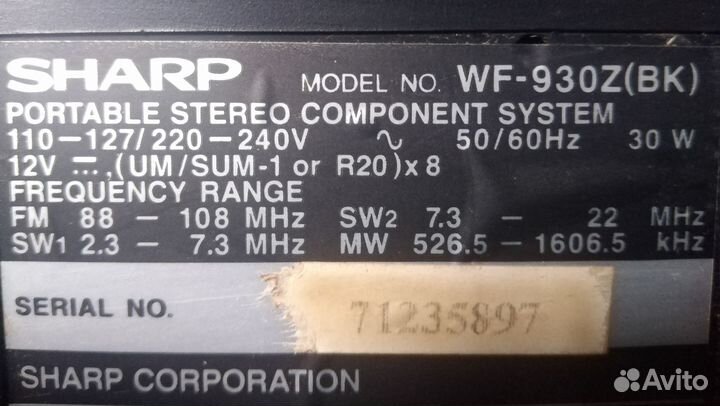 SHARP MODEL NO. WF-930Z(BK)
PORTABLE STEREO COMPONENT SYSTEM
110-127/220-240V ∿ 50/60Hz 30 W
12V ⎓,(UM/SUM-1 or R20)x8
FREQUENCY RANGE
FM 88 - 108 MHz SW2 7.3 - 22 MHz
SW1 2.3 - 7.3 MHz MW 526.5-1606.5 kHz
SERIAL NO. 71235897
SHARP CORPORATION
Avito